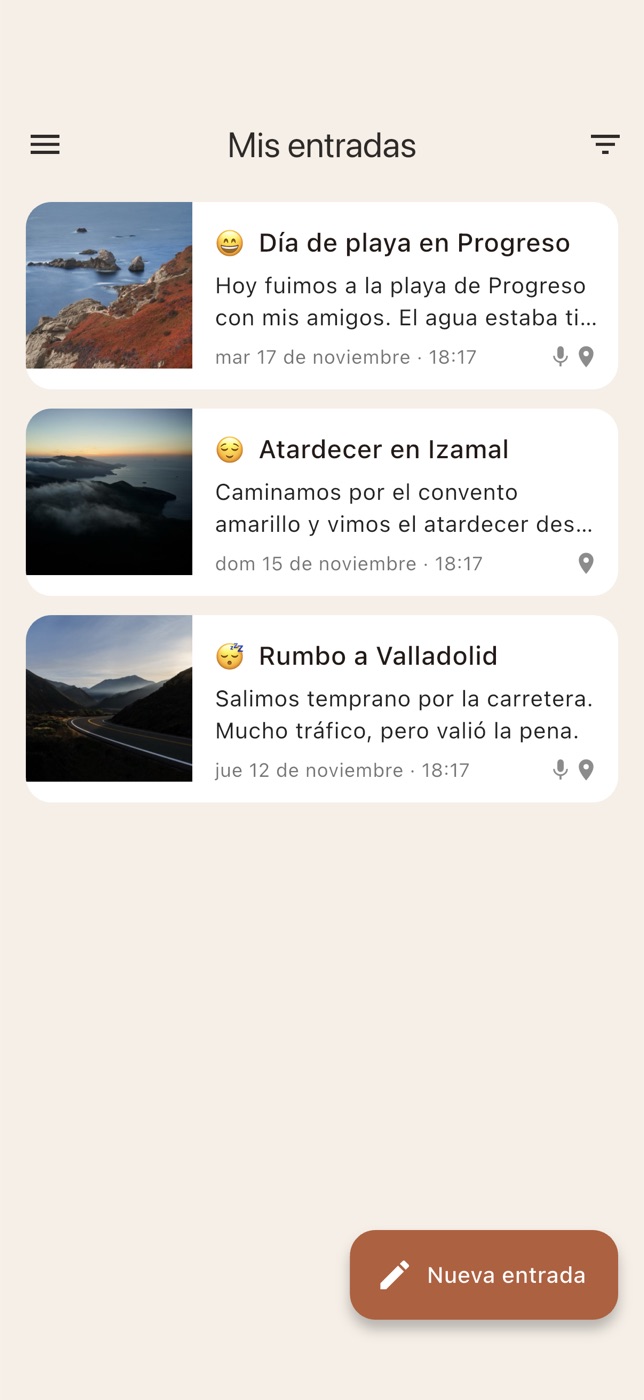 Mis entradas
😄 Día de playa en Progreso
Hoy fuimos a la playa de Progreso
con mis amigos. El agua estaba ti...
mar 17 de noviembre · 18:17
😌 Atardecer en Izamal
Caminamos por el convento
amarillo y vimos el atardecer des...
dom 15 de noviembre · 18:17
😴 Rumbo a Valladolid
Salimos temprano por la carretera.
Mucho tráfico, pero valió la pena.
jue 12 de noviembre · 18:17
Nueva entrada